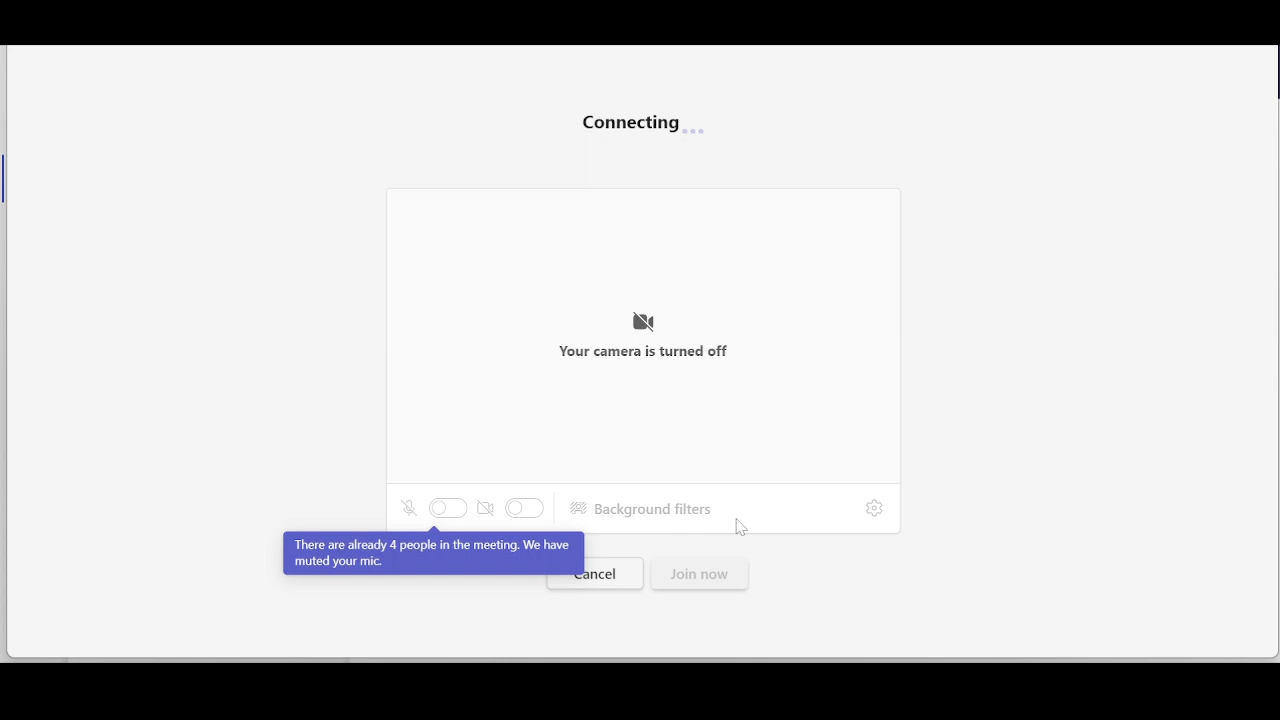 Connecting...
Your camera is turned off
Background filters
There are already 4 people in the meeting. We have
muted your mic.
Cancel
Join now